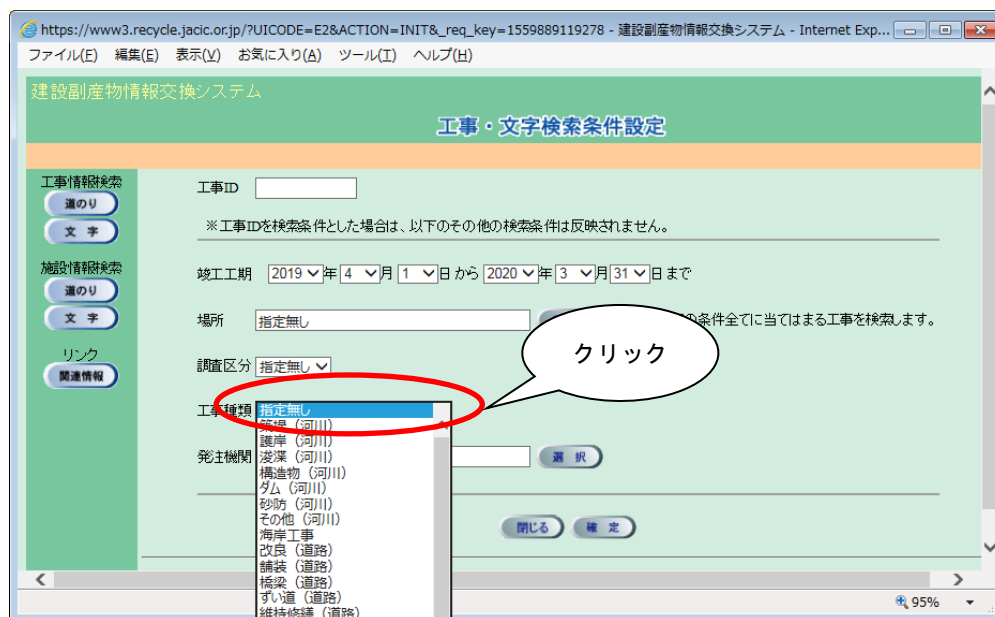 https://www3.recycle.jacic.or.jp/?UICODE=E2&ACTION=INIT&_req_key=1559889119278 - 建設副産物情報交換システム - Internet Exp...
ファイル(F) 編集(E) 表示(V) お気に入り(A) ツール(T) ヘルプ(H)
建設副産物情報交換システム
工事・文字検索条件設定
工事情報検索
道のり
文 字
施設情報検索
道のり
文 字
リンク
関連情報
工事ID
※工事IDを検索条件とした場合は、以下のその他の検索条件は反映されません。
竣工工期 2019 年 4 月 1 日 から 2020 年 3 月 31 日 まで
場所 指定無し の条件全てに当てはまる工事を検索します。
クリック
調査区分 指定無し
工事種類 指定無し
築堤（河川）
護岸（河川）
浚渫（河川）
構造物（河川）
ダム（河川）
砂防（河川）
その他（河川）
海岸工事
改良（道路）
舗装（道路）
橋梁（道路）
ずい道（道路）
維持修繕（道路）
発注機関 選 択
閉じる 確 定
95%